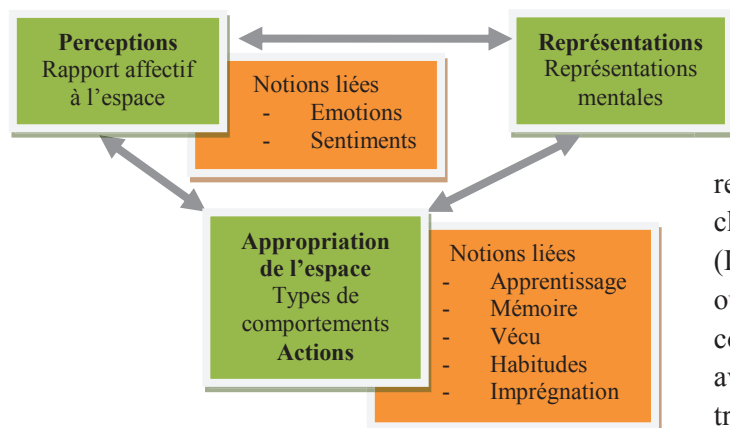 Perceptions
Rapport affectif
à l’espace
Notions liées
- Emotions
- Sentiments
Représentations
Représentations
mentales
Appropriation
de l’espace
Types de
comportements
Actions
Notions liées
- Apprentissage
- Mémoire
- Vécu
- Habitudes
- Imprégnation